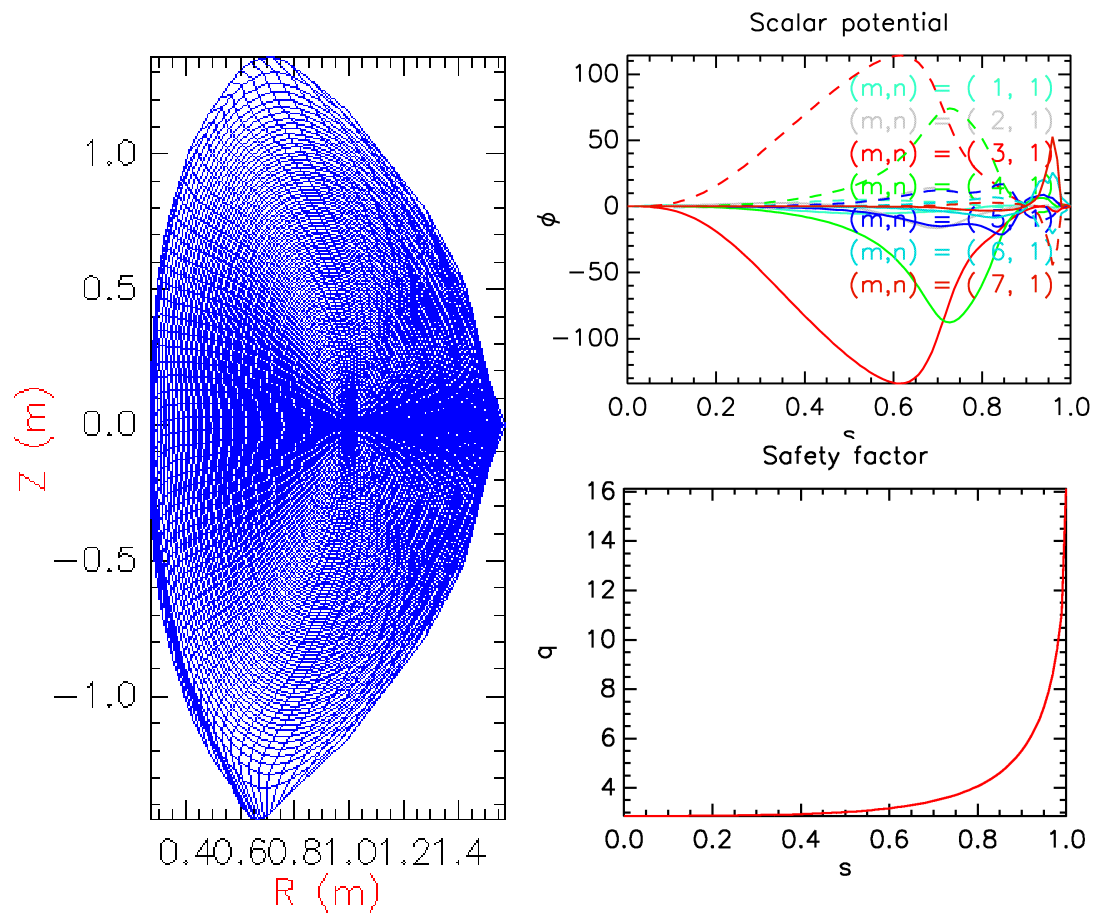 Scalar potential
100
50
0
−50
−100
ϕ
(m,n) = ( 1, 1)
(m,n) = ( 2, 1)
(m,n) = ( 3, 1)
(m,n) = ( 4, 1)
(m,n) = ( 5, 1)
(m,n) = ( 6, 1)
(m,n) = ( 7, 1)
0.0 0.2 0.4 0.6 0.8 1.0
s
1.0
0.5
0.0
−0.5
−1.0
Z (m)
0.40.60.81.01.21.4
R (m)
Safety factor
16
14
12
10
8
6
4
q
0.0 0.2 0.4 0.6 0.8 1.0
s